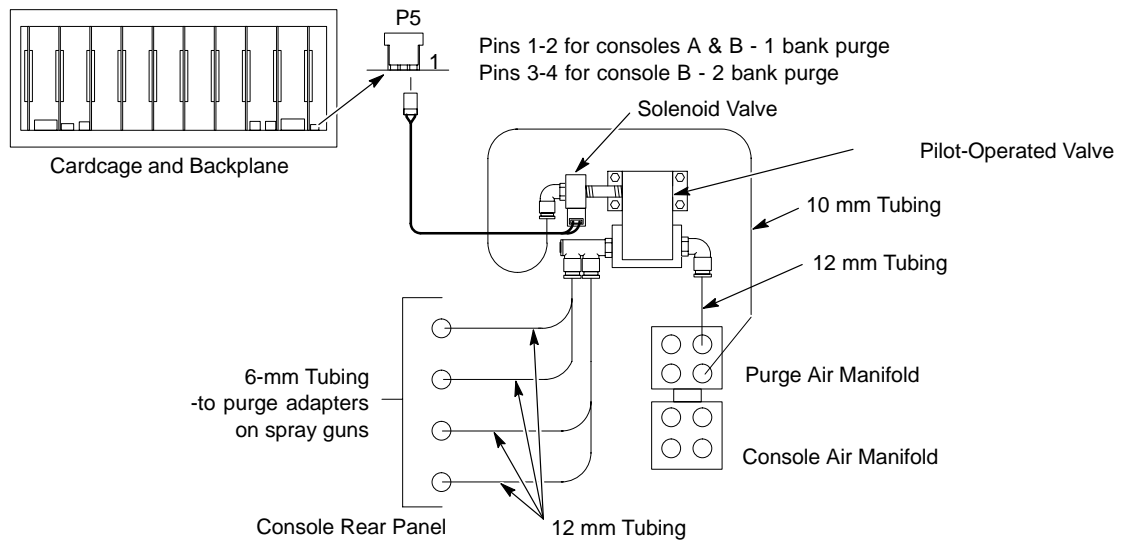 P5
1
Pins 1-2 for consoles A & B - 1 bank purge
Pins 3-4 for console B - 2 bank purge
Solenoid Valve
Cardcage and Backplane
Pilot-Operated Valve
10 mm Tubing
12 mm Tubing
6-mm Tubing
-to purge adapters
on spray guns
Purge Air Manifold
Console Air Manifold
Console Rear Panel
12 mm Tubing